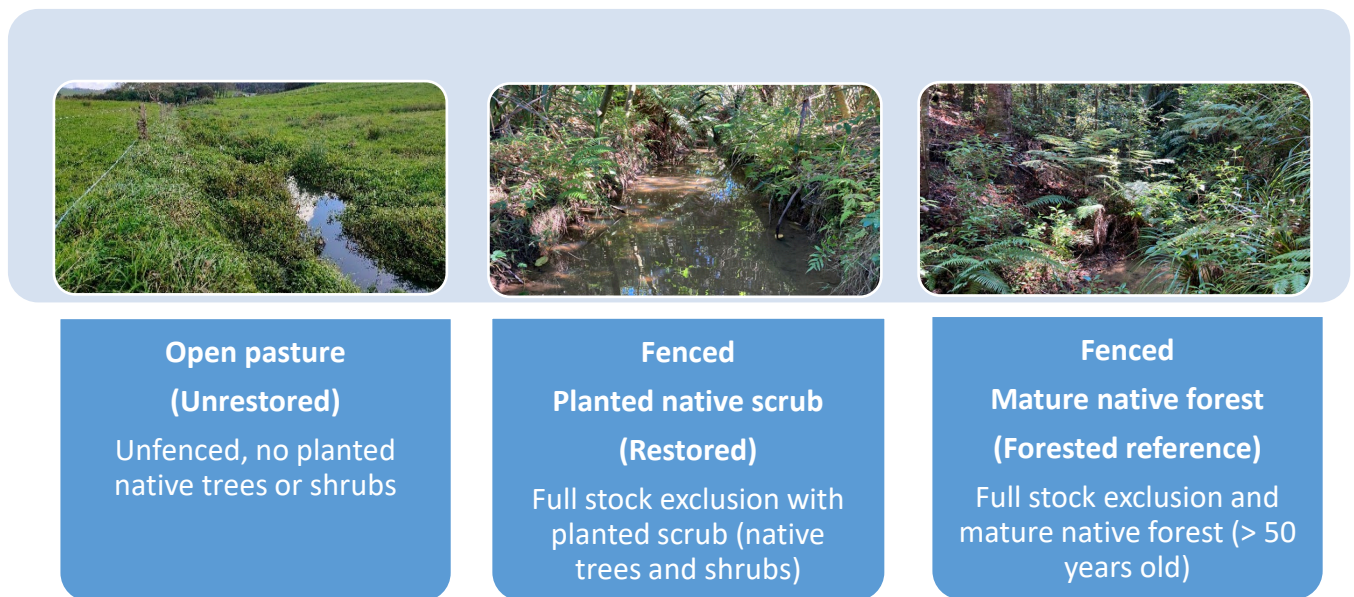 Open pasture
(Unrestored)
Unfenced, no planted
native trees or shrubs
Fenced
Planted native scrub
(Restored)
Full stock exclusion with
planted scrub (native
trees and shrubs)
Fenced
Mature native forest
(Forested reference)
Full stock exclusion and
mature native forest (> 50
years old)